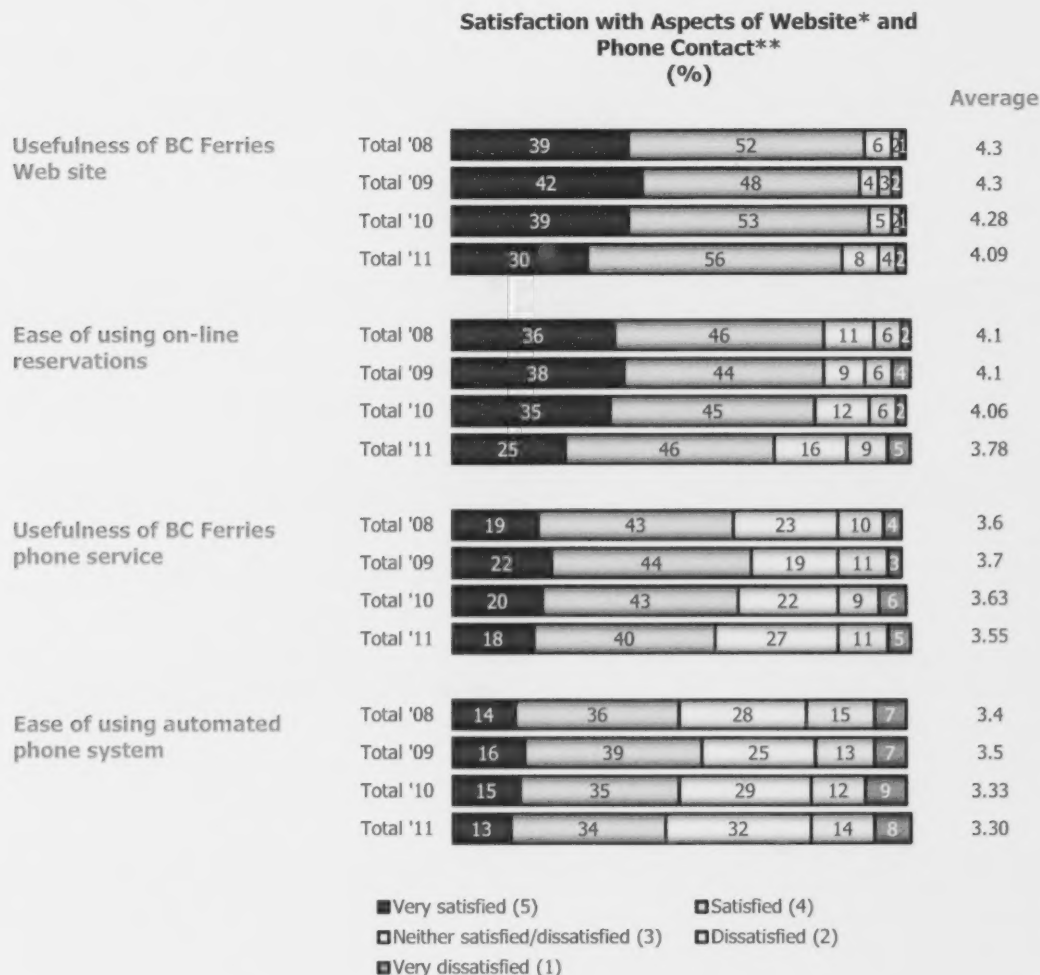 Satisfaction with Aspects of Website* and
Phone Contact**
(%)
Average
Usefulness of BC Ferries
Web site
Total '08 39 52 6 2 1 4.3
Total '09 42 48 4 3 2 4.3
Total '10 39 53 5 2 1 4.28
Total '11 30 56 8 4 2 4.09
Ease of using on-line
reservations
Total '08 36 46 11 6 2 4.1
Total '09 38 44 9 6 4 4.1
Total '10 35 45 12 6 2 4.06
Total '11 25 46 16 9 5 3.78
Usefulness of BC Ferries
phone service
Total '08 19 43 23 10 4 3.6
Total '09 22 44 19 11 3 3.7
Total '10 20 43 22 9 6 3.63
Total '11 18 40 27 11 5 3.55
Ease of using automated
phone system
Total '08 14 36 28 15 7 3.4
Total '09 16 39 25 13 7 3.5
Total '10 15 35 29 12 9 3.33
Total '11 13 34 32 14 8 3.30
Very satisfied (5) Satisfied (4)
Neither satisfied/dissatisfied (3) Dissatisfied (2)
Very dissatisfied (1)